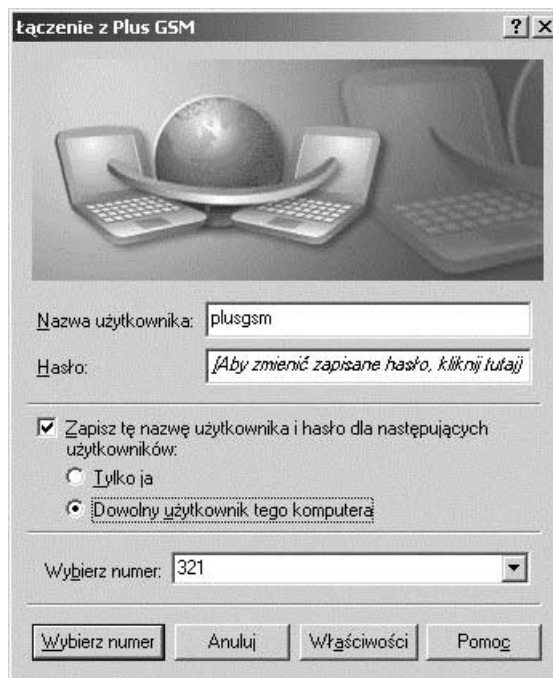 Łączenie z Plus GSM
Nazwa użytkownika: plusgsm
Hasło: [Aby zmienić zapisane hasło, kliknij tutaj]
Zapisz tę nazwę użytkownika i hasło dla następujących
użytkowników:
Tylko ja
Dowolny użytkownik tego komputera
Wybierz numer: 321
Wybierz numer Anuluj Właściwości Pomoc